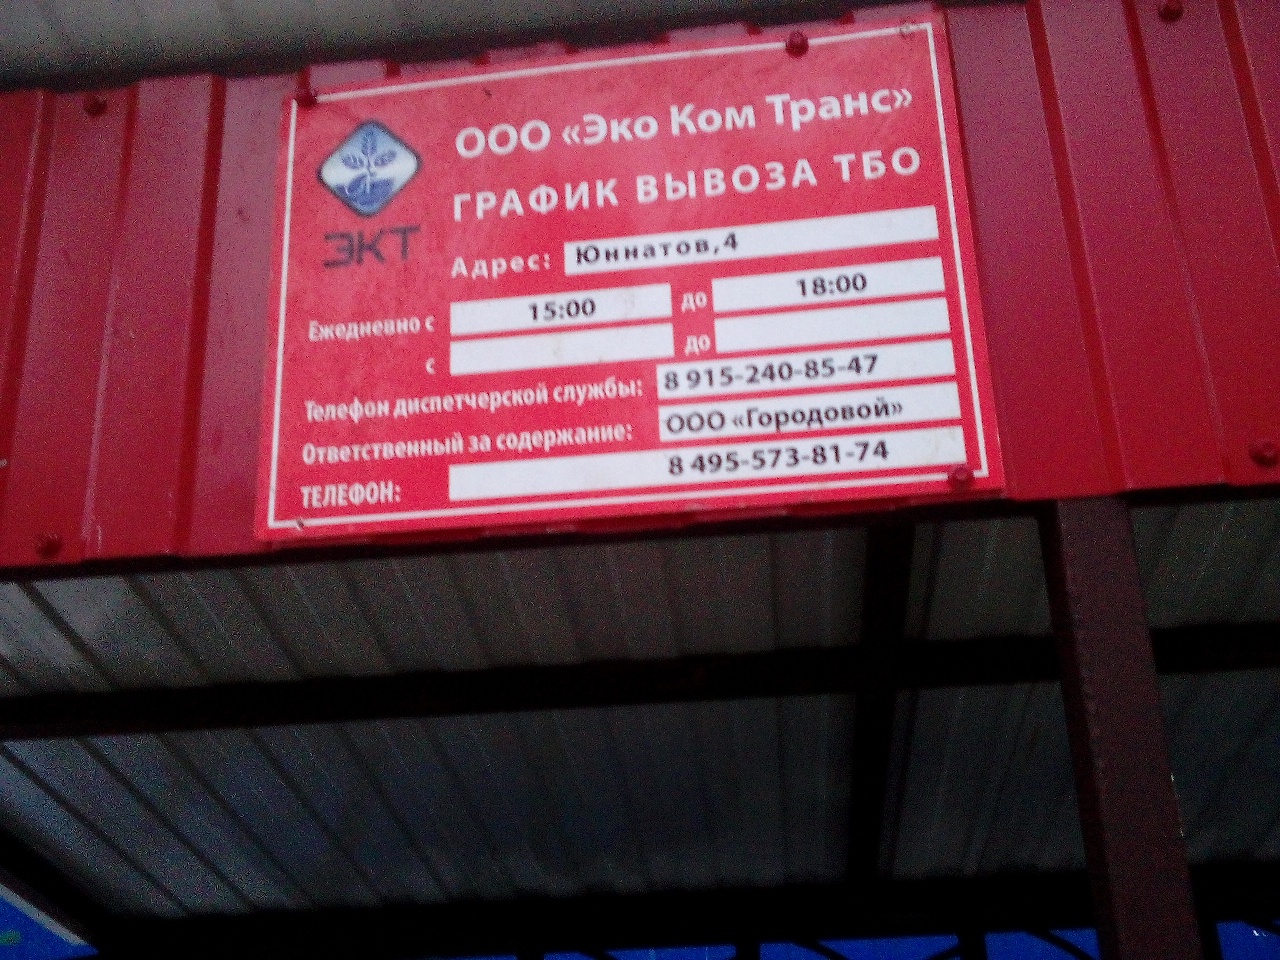 ООО «Эко Ком Транс»
ГРАФИК ВЫВОЗА ТБО
ЭКТ
Адрес: Юннатов,4
Ежедневно с 15:00 до 18:00
с до
Телефон диспетчерской службы: 8 915-240-85-47
Ответственный за содержание: ООО «Городовой»
ТЕЛЕФОН: 8 495-573-81-74